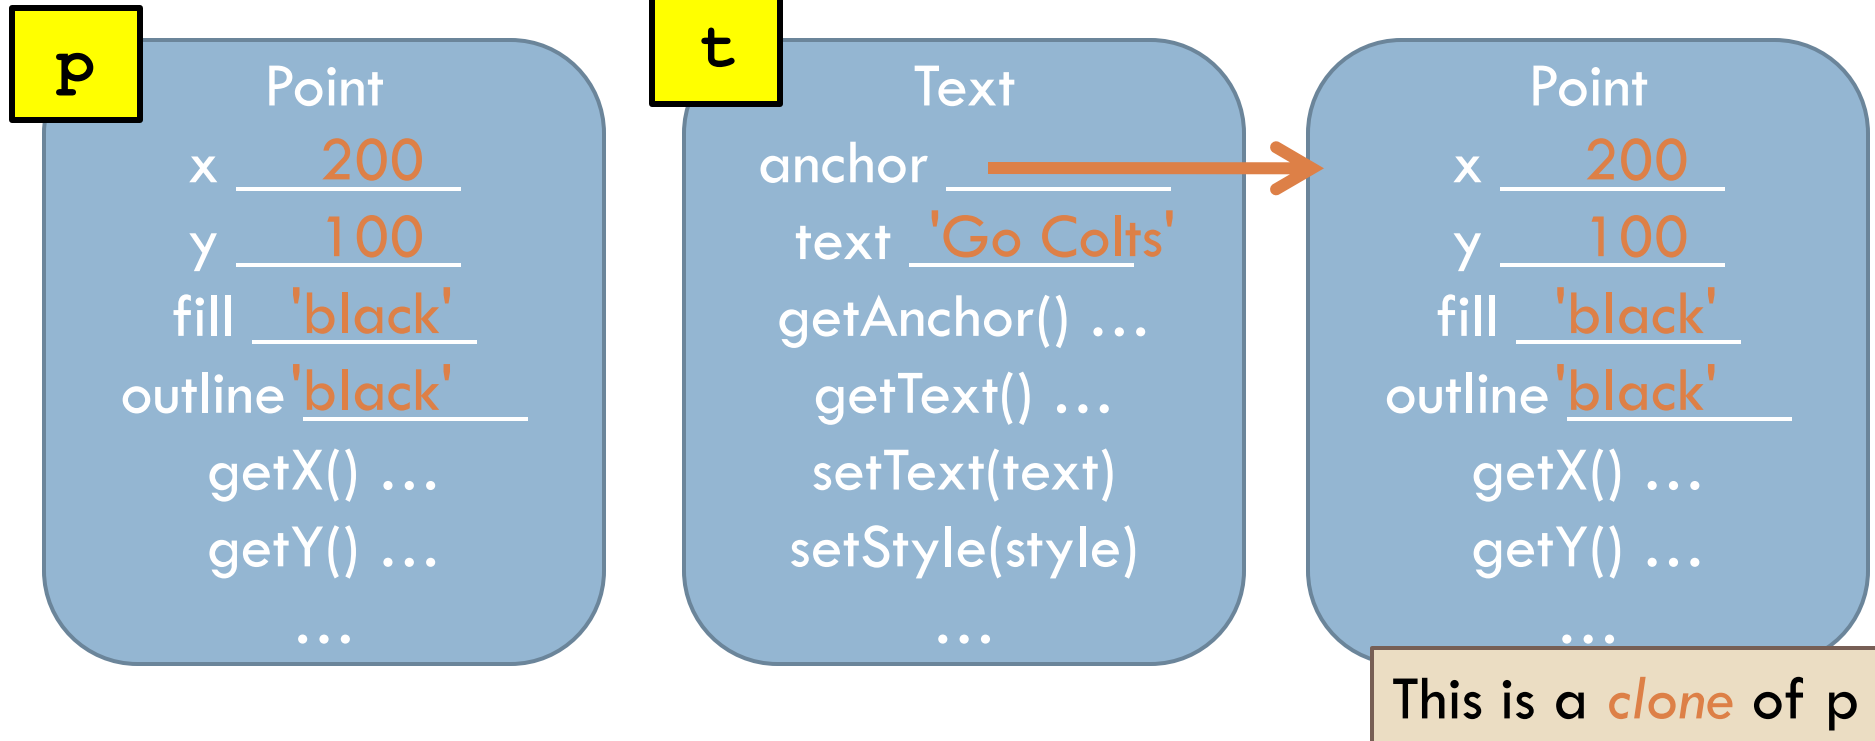 p
Point
x 200
y 100
fill 'black'
outline 'black'
getX() ...
getY() ...
...
t
Text
anchor
text 'Go Colts'
getAnchor() ...
getText() ...
setText(text)
setStyle(style)
...
Point
x 200
y 100
fill 'black'
outline 'black'
getX() ...
getY() ...
...
This is a clone of p